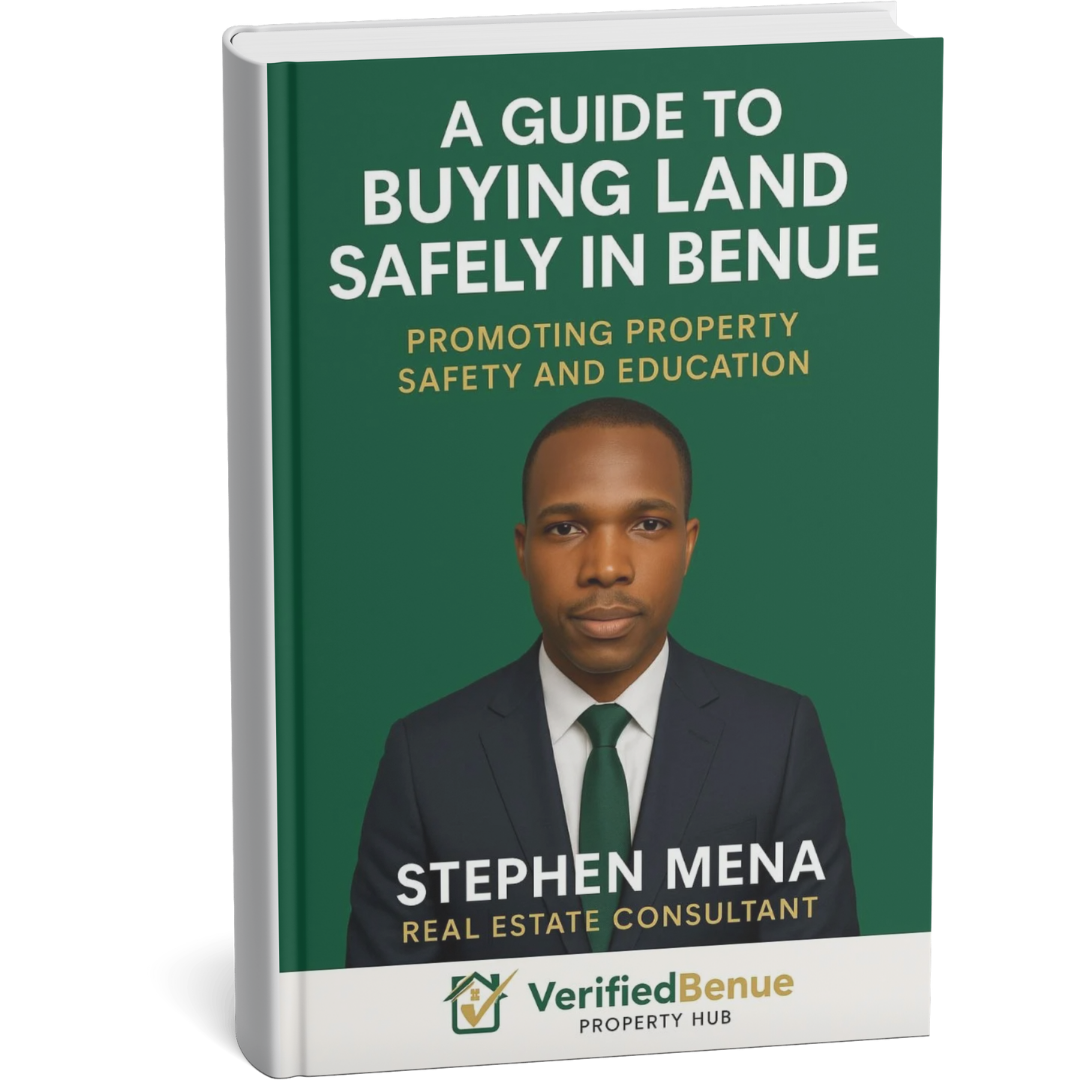 A GUIDE TO
BUYING LAND
SAFELY IN BENUE
PROMOTING PROPERTY
SAFETY AND EDUCATION
STEPHEN MENA
REAL ESTATE CONSULTANT
VerifiedBenue
PROPERTY HUB